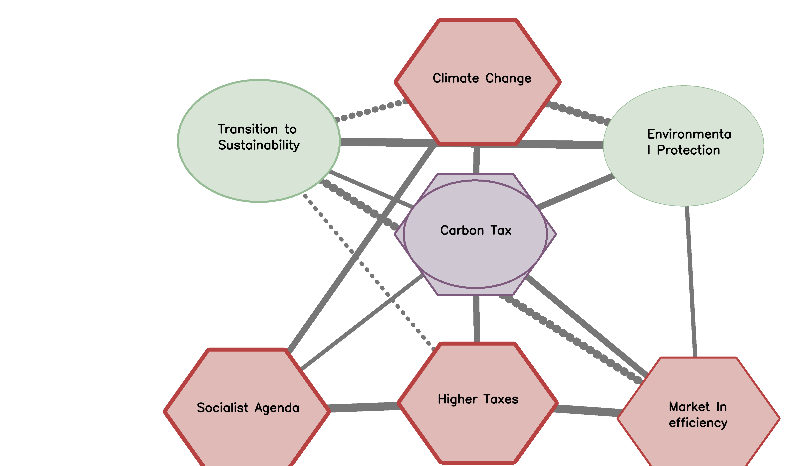 Climate Change
Transition to
Sustainability
Environmenta
l Protection
Carbon Tax
Socialist Agenda
Higher Taxes
Market In
efficiency